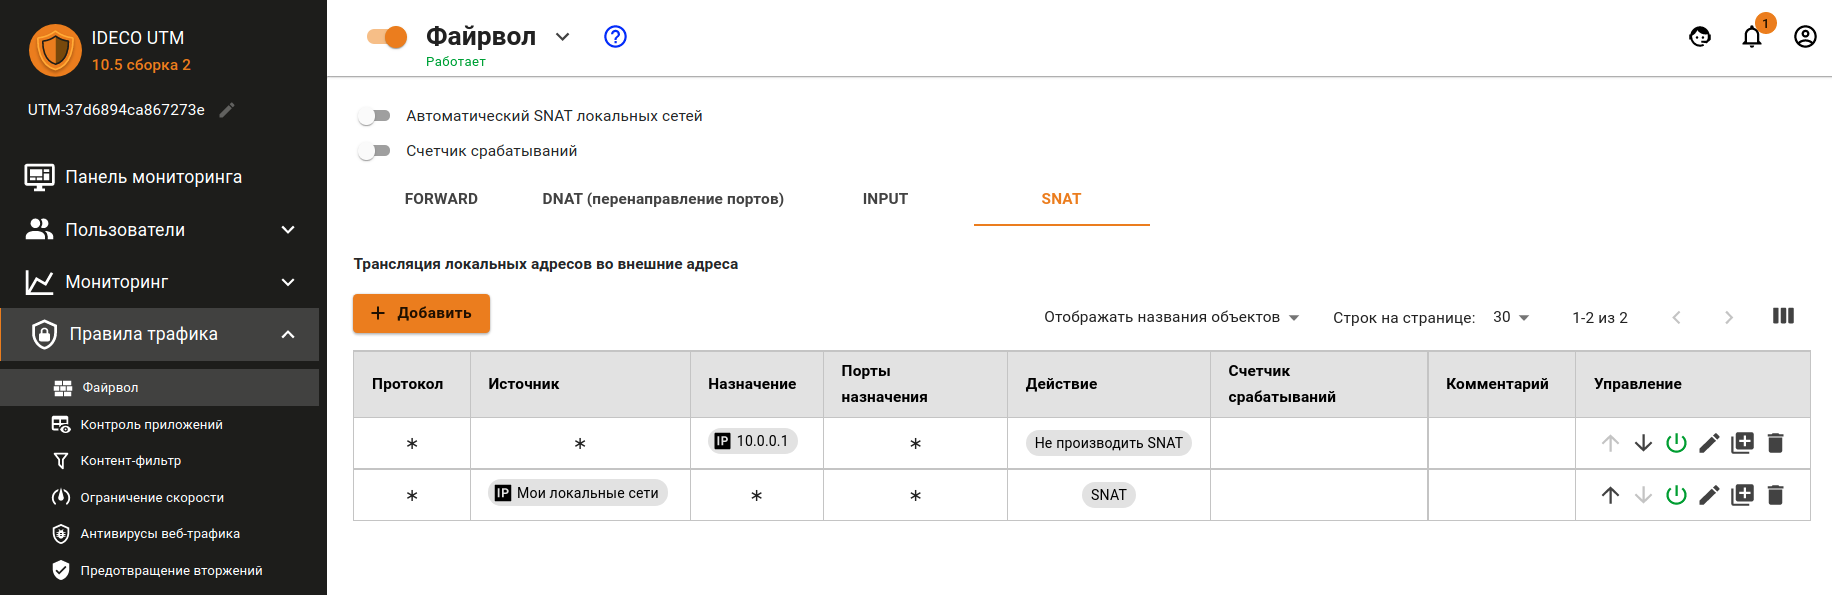 IDECO UTM
10.5 сборка 2
UTM-37d6894ca867273e
Панель мониторинга
Пользователи
Мониторинг
Правила трафика
Файрвол
Контроль приложений
Контент-фильтр
Ограничение скорости
Антивирусы веб-трафика
Предотвращение вторжений
Файрвол
?
Работает
1
Автоматический SNAT локальных сетей
Счетчик срабатываний
FORWARD DNAT (перенаправление портов) INPUT SNAT
Трансляция локальных адресов во внешние адреса
+ Добавить
Отображать названия объектов Строк на странице: 30 1-2 из 2
Протокол Источник Назначение Порты назначения Действие Счетчик срабатываний Комментарий Управление
* * IP 10.0.0.1 * Не производить SNAT
* IP Мои локальные сети * * SNAT